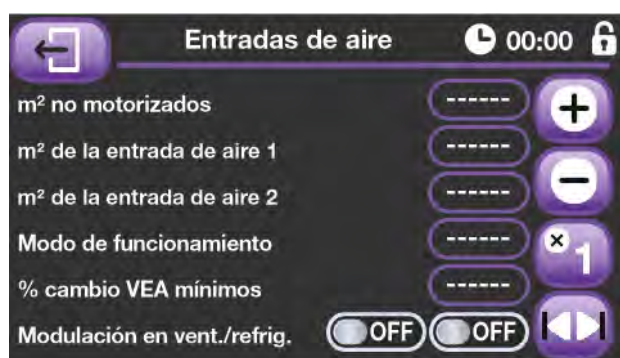 Entradas de aire 00:00
m² no motorizados ------
m² de la entrada de aire 1 ------
m² de la entrada de aire 2 ------
Modo de funcionamiento ------
% cambio VEA mínimos ------
Modulación en vent./refrig. OFF OFF
+
−
×1